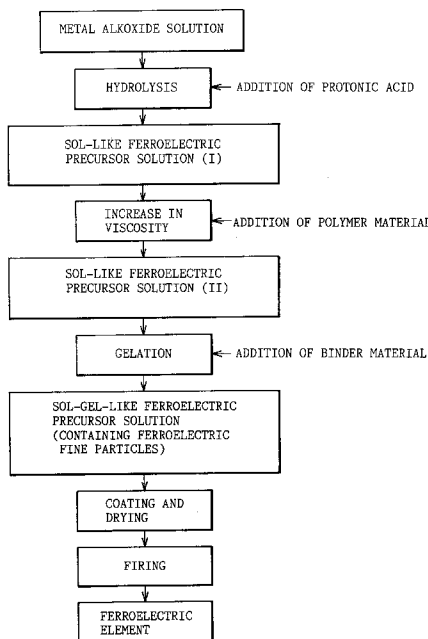 METAL ALKOXIDE SOLUTION
HYDROLYSIS
ADDITION OF PROTONIC ACID
SOL-LIKE FERROELECTRIC
PRECURSOR SOLUTION (I)
INCREASE IN
VISCOSITY
ADDITION OF POLYMER MATERIAL
SOL-LIKE FERROELECTRIC
PRECURSOR SOLUTION (II)
GELATION
ADDITION OF BINDER MATERIAL
SOL-GEL-LIKE FERROELECTRIC
PRECURSOR SOLUTION
(CONTAINING FERROELECTRIC
FINE PARTICLES)
COATING AND
DRYING
FIRING
FERROELECTRIC
ELEMENT